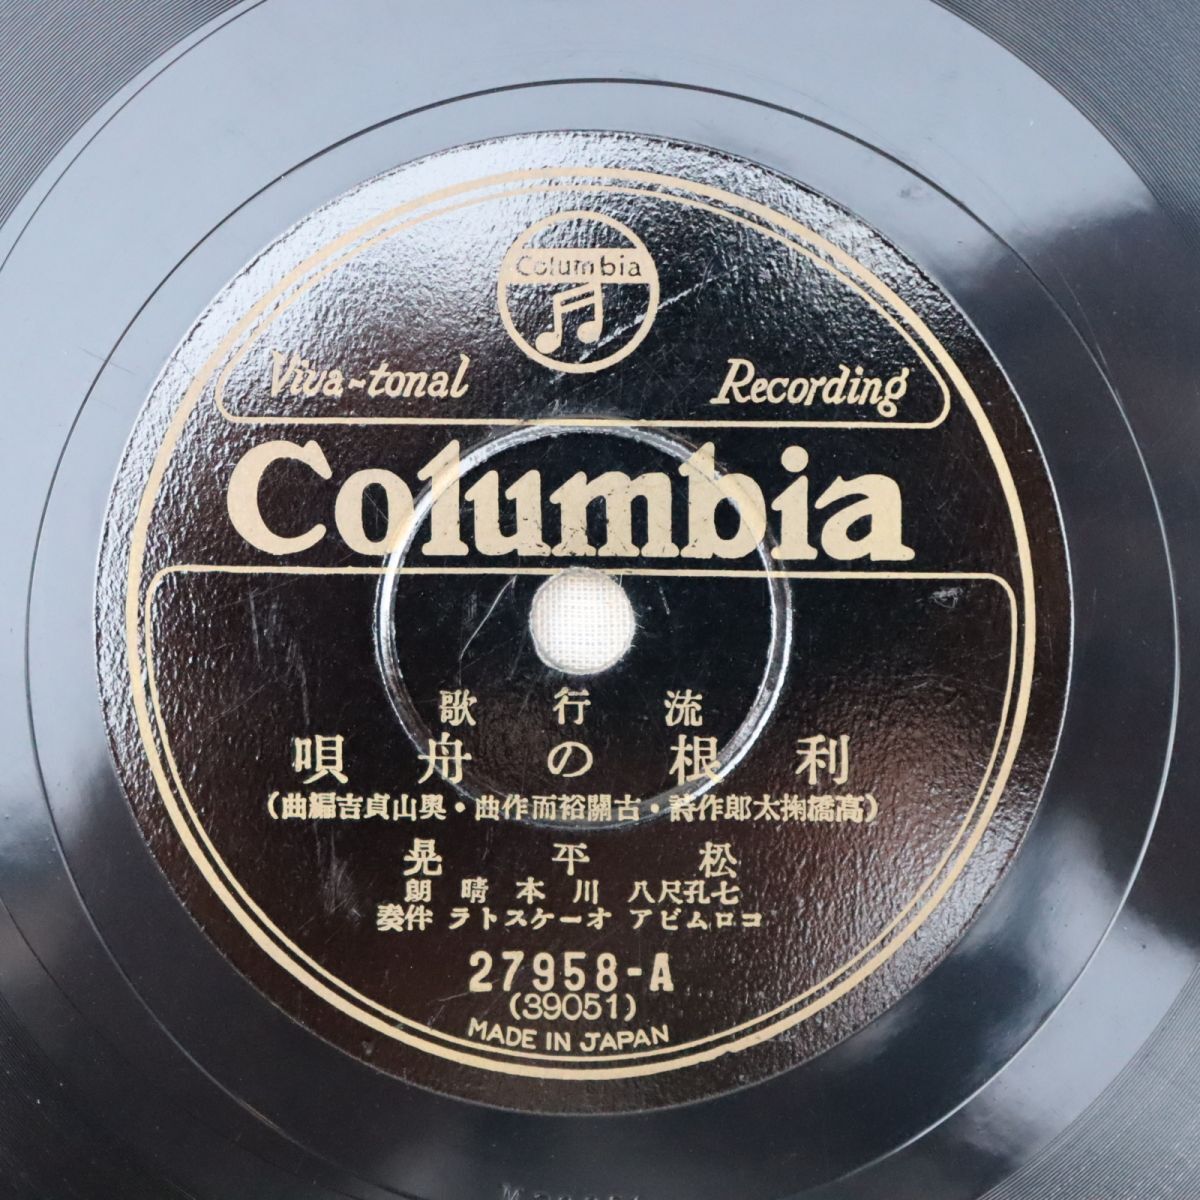 Columbia
Viva-tonal Recording
Columbia
流行歌
利根の舟唄
(高橋掬太郎作詩・古關裕而作曲・奥山貞吉編曲)
松平晃
七孔尺八 川本晴朗
コロムビア オーケストラ 伴奏
27958-A
(39051)
MADE IN JAPAN